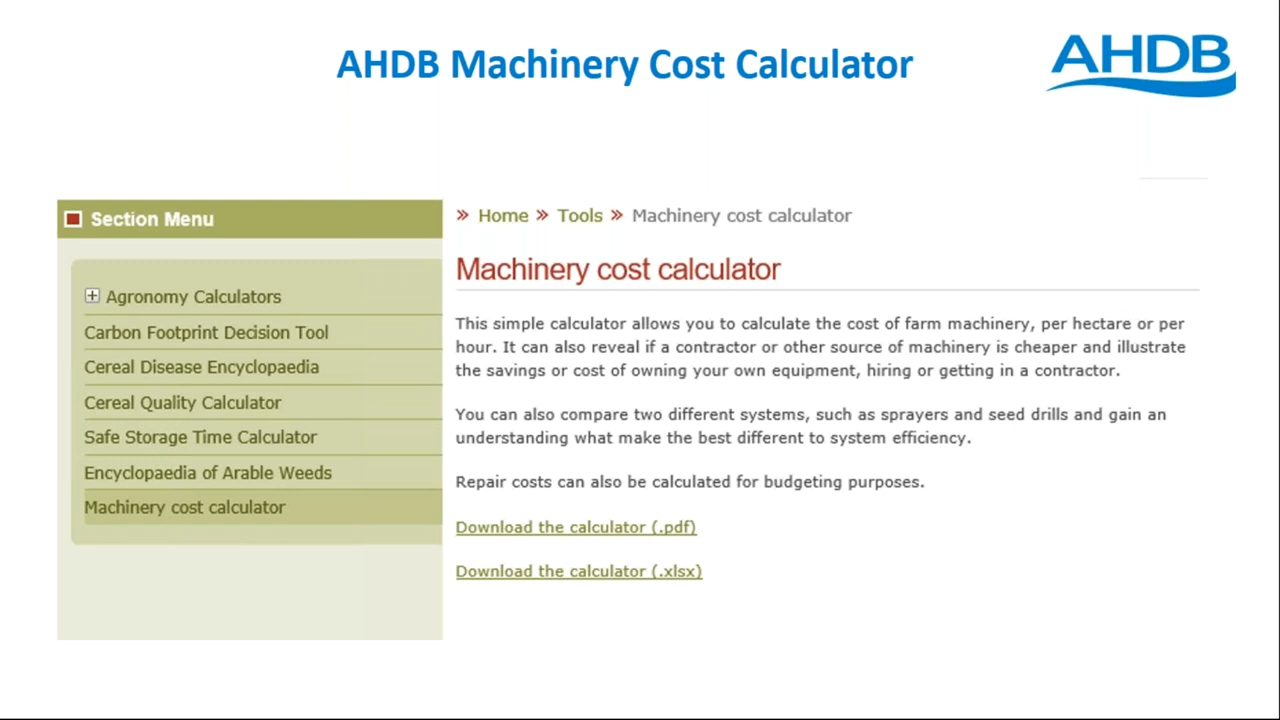 AHDB Machinery Cost Calculator
AHDB
Section Menu
Agronomy Calculators
Carbon Footprint Decision Tool
Cereal Disease Encyclopaedia
Cereal Quality Calculator
Safe Storage Time Calculator
Encyclopaedia of Arable Weeds
Machinery cost calculator
» Home » Tools » Machinery cost calculator
Machinery cost calculator
This simple calculator allows you to calculate the cost of farm machinery, per hectare or per
hour. It can also reveal if a contractor or other source of machinery is cheaper and illustrate
the savings or cost of owning your own equipment, hiring or getting in a contractor.
You can also compare two different systems, such as sprayers and seed drills and gain an
understanding what make the best different to system efficiency.
Repair costs can also be calculated for budgeting purposes.
Download the calculator (.pdf)
Download the calculator (.xlsx)